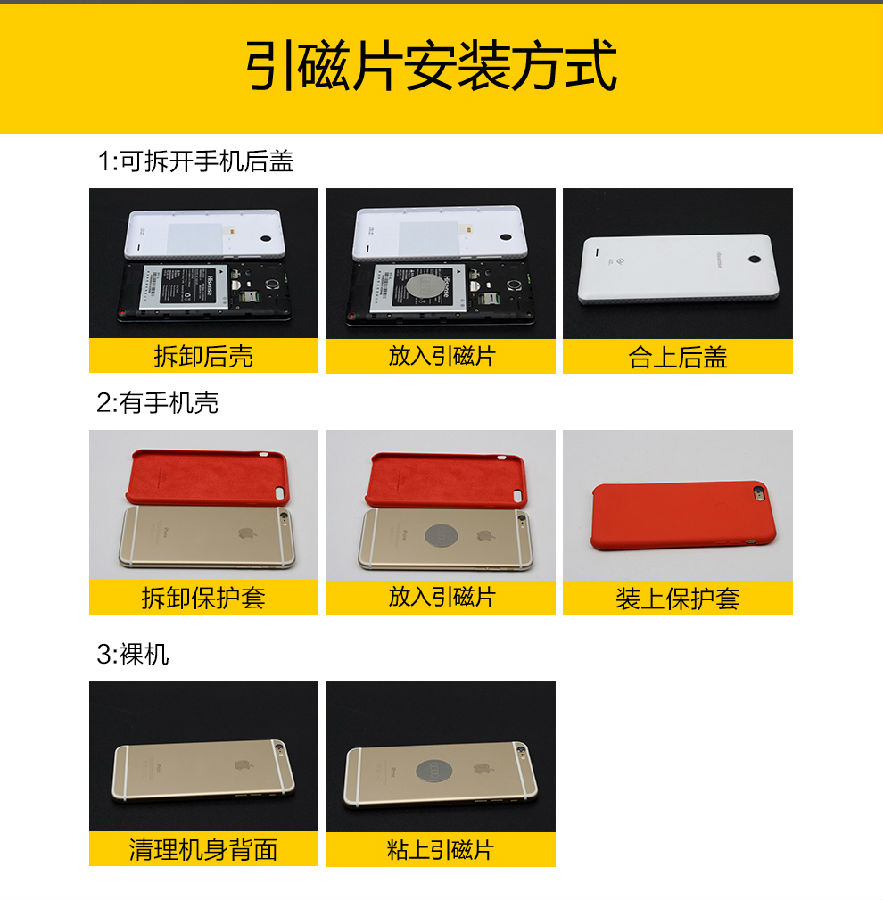 引磁片安装方式
1:可拆开手机后盖
拆卸后壳
放入引磁片
合上后盖
2:有手机壳
拆卸保护套
放入引磁片
装上保护套
3:裸机
清理机身背面
粘上引磁片